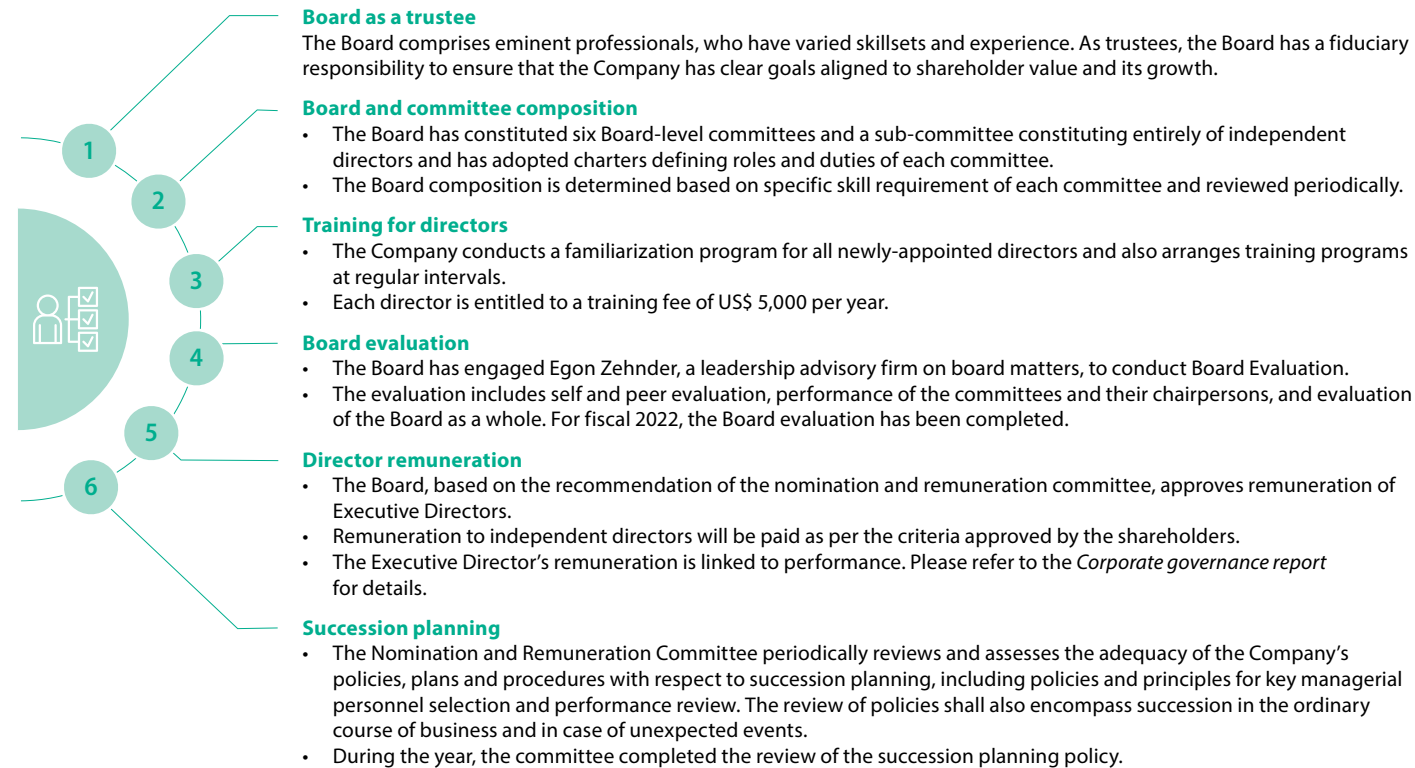 Board as a trustee
The Board comprises eminent professionals, who have varied skillsets and experience. As trustees, the Board has a fiduciary
responsibility to ensure that the Company has clear goals aligned to shareholder value and its growth.
Board and committee composition
• The Board has constituted six Board-level committees and a sub-committee constituting entirely of independent
directors and has adopted charters defining roles and duties of each committee.
• The Board composition is determined based on specific skill requirement of each committee and reviewed periodically.
Training for directors
• The Company conducts a familiarization program for all newly-appointed directors and also arranges training programs
at regular intervals.
• Each director is entitled to a training fee of US$ 5,000 per year.
Board evaluation
• The Board has engaged Egon Zehnder, a leadership advisory firm on board matters, to conduct Board Evaluation.
• The evaluation includes self and peer evaluation, performance of the committees and their chairpersons, and evaluation
of the Board as a whole. For fiscal 2022, the Board evaluation has been completed.
Director remuneration
• The Board, based on the recommendation of the nomination and remuneration committee, approves remuneration of
Executive Directors.
• Remuneration to independent directors will be paid as per the criteria approved by the shareholders.
• The Executive Director's remuneration is linked to performance. Please refer to the Corporate governance report
for details.
Succession planning
• The Nomination and Remuneration Committee periodically reviews and assesses the adequacy of the Company's
policies, plans and procedures with respect to succession planning, including policies and principles for key managerial
personnel selection and performance review. The review of policies shall also encompass succession in the ordinary
course of business and in case of unexpected events.
• During the year, the committee completed the review of the succession planning policy.
1
2
3
4
5
6